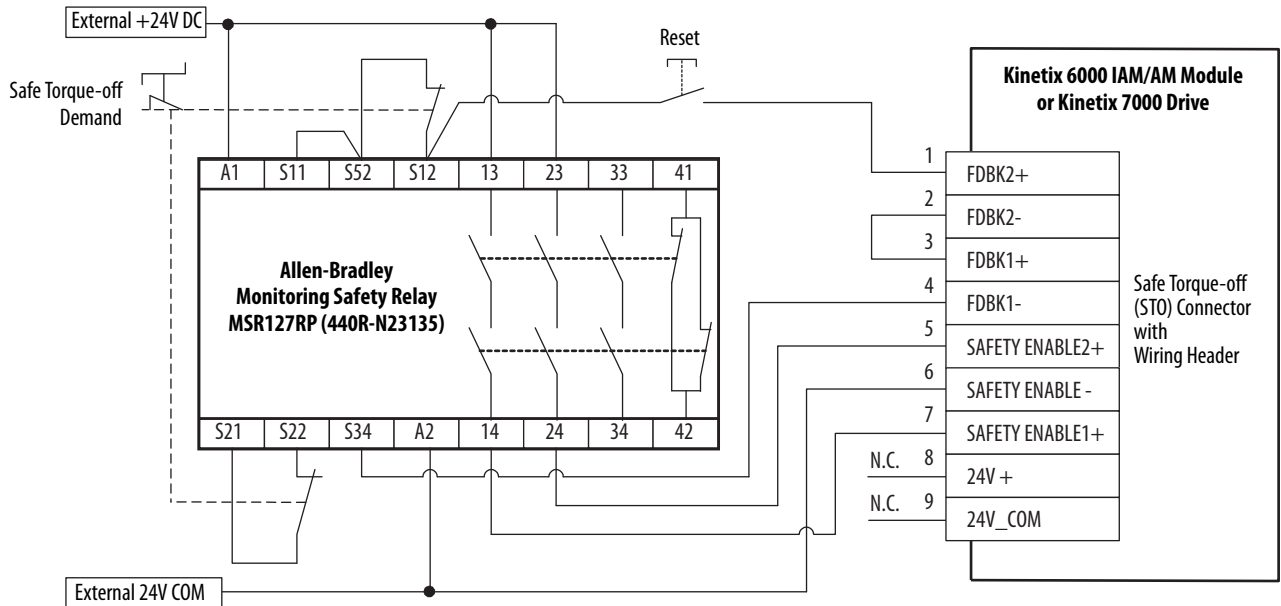 External +24V DC
Reset
Safe Torque-off
Demand
Kinetix 6000 IAM/AM Module
or Kinetix 7000 Drive
A1 S11 S52 S12 13 23 33 41
Allen-Bradley
Monitoring Safety Relay
MSR127RP (440R-N23135)
S21 S22 S34 A2 14 24 34 42
External 24V COM
1 FDBK2+
2 FDBK2-
3 FDBK1+
4 FDBK1-
5 SAFETY ENABLE2+
6 SAFETY ENABLE -
7 SAFETY ENABLE1+
N.C. 8 24V +
N.C. 9 24V_COM
Safe Torque-off
(STO) Connector
with
Wiring Header